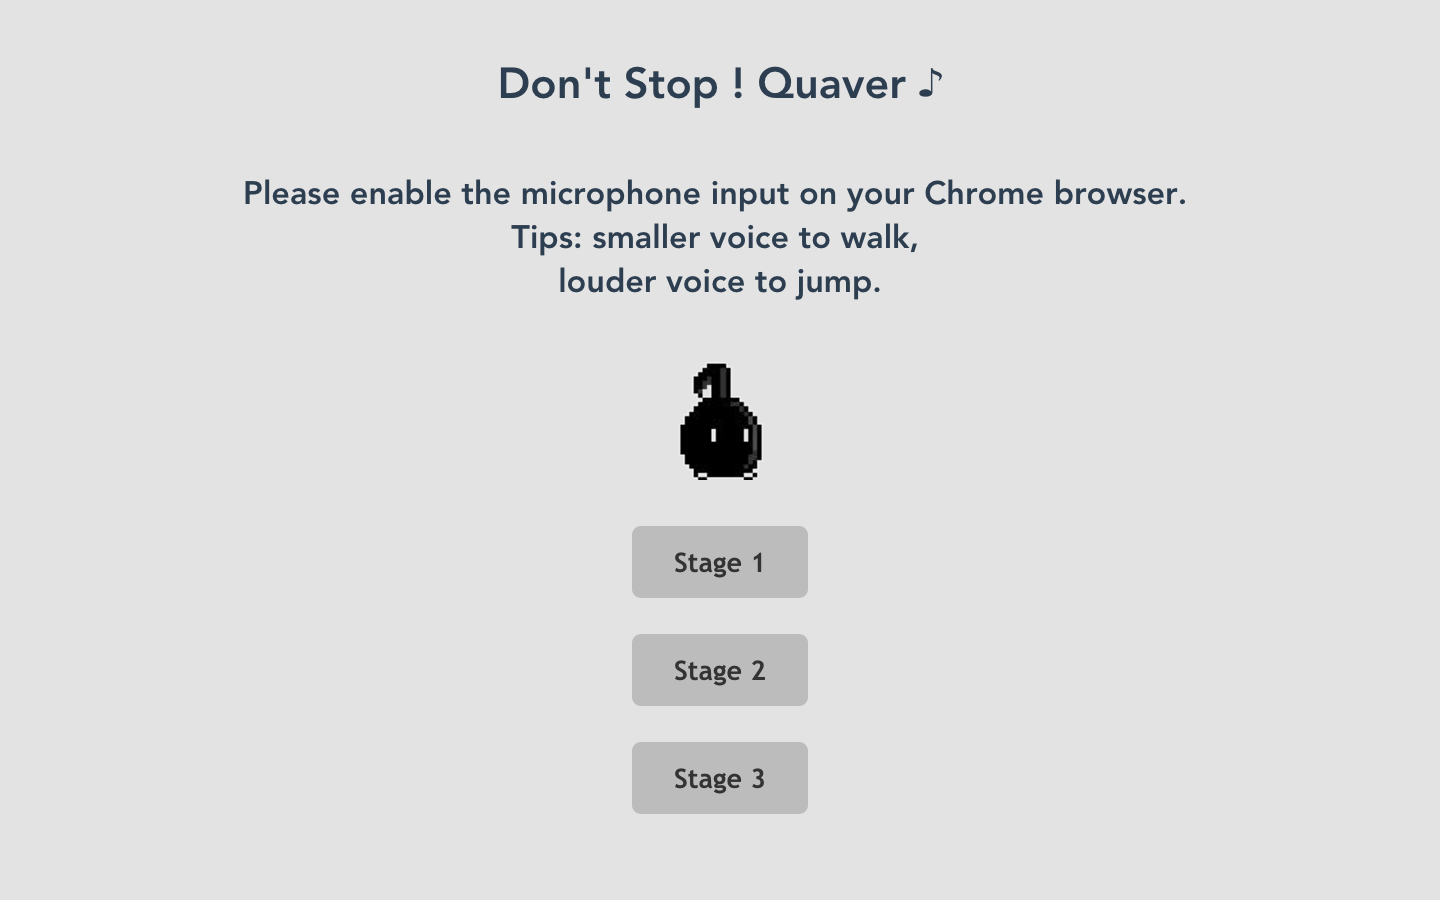 Don't Stop ! Quaver ♪
Please enable the microphone input on your Chrome browser.
Tips: smaller voice to walk,
louder voice to jump.
Stage 1
Stage 2
Stage 3